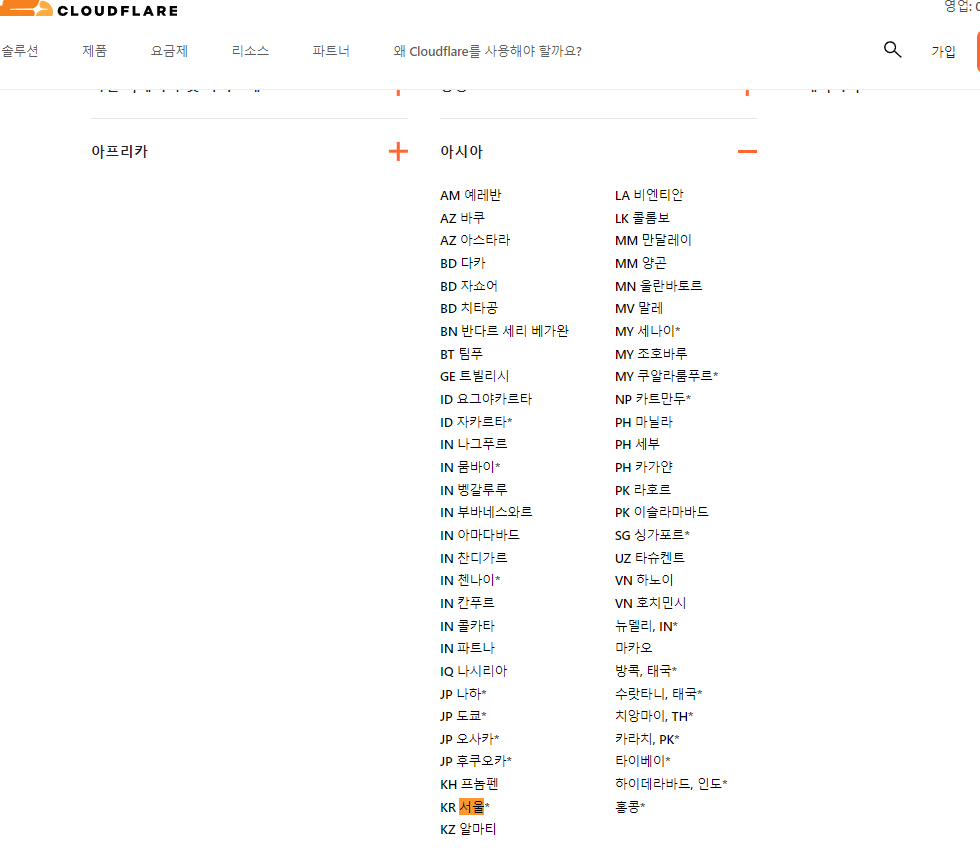 CLOUDFLARE
영업: 0
솔루션 제품 요금제 리소스 파트너 왜 Cloudflare를 사용해야 할까요? 가입
아프리카
아시아
AM 예레반
AZ 바쿠
AZ 아스타라
BD 다카
BD 자쇼어
BD 치타공
BN 반다르 세리 베가완
BT 팀푸
GE 트빌리시
ID 요그야카르타
ID 자카르타*
IN 나그푸르
IN 뭄바이*
IN 벵갈루루
IN 부바네스와르
IN 아마다바드
IN 찬디가르
IN 첸나이*
IN 칸푸르
IN 콜카타
IN 파트나
IQ 나시리아
JP 나하*
JP 도쿄*
JP 오사카*
JP 후쿠오카*
KH 프놈펜
KR 서울*
KZ 알마티
LA 비엔티안
LK 콜롬보
MM 만달레이
MM 양곤
MN 울란바토르
MV 말레
MY 세나이*
MY 조호바루
MY 쿠알라룸푸르*
NP 카트만두*
PH 마닐라
PH 세부
PH 카가얀
PK 라호르
PK 이슬라마바드
SG 싱가포르*
UZ 타슈켄트
VN 하노이
VN 호치민시
뉴델리, IN*
마카오
방콕, 태국*
수랏타니, 태국*
치앙마이, TH*
카라치, PK*
타이베이*
하이데라바드, 인도*
홍콩*